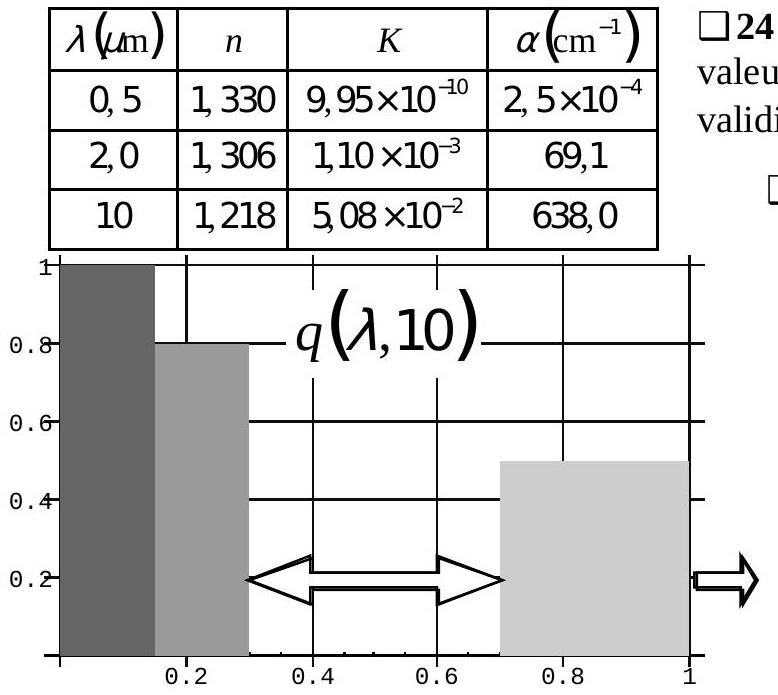 λ (μm) n K α (cm⁻¹)
0,5 1,330 9,95×10⁻¹⁰ 2,5×10⁻⁴
2,0 1,306 1,10×10⁻³ 69,1
10 1,218 5,08×10⁻² 638,0
❑ 24
valeu
validi
❑
q(λ,10)
1
0.8
0.6
0.4
0.2
0.2 0.4 0.6 0.8 1